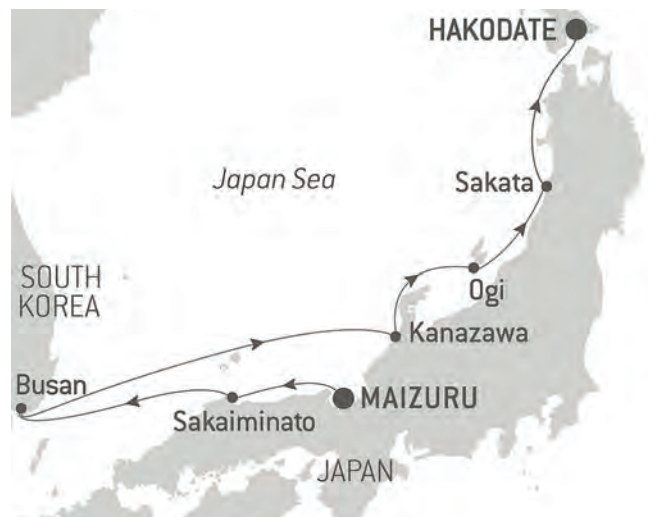 HAKODATE
Japan Sea
Sakata
SOUTH
KOREA
Ogi
Kanazawa
Busan
MAIZURU
Sakaiminato
JAPAN